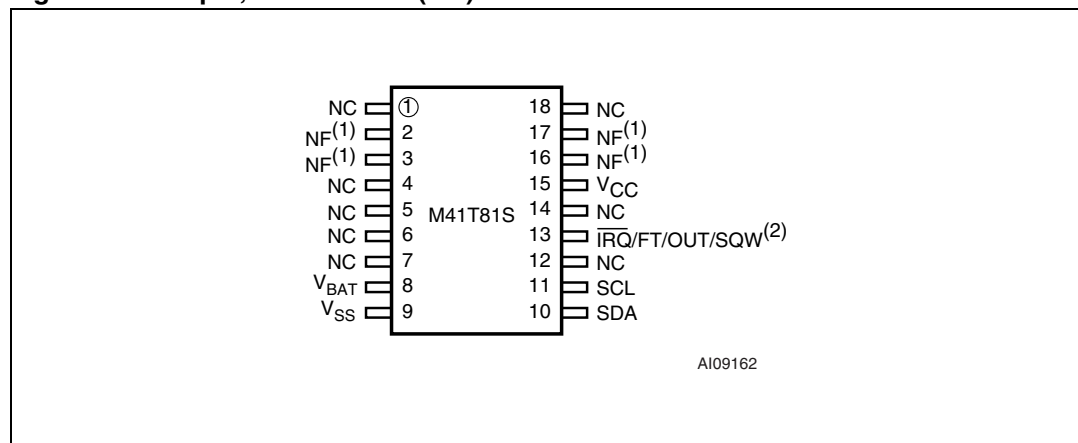 NC 1 18 NC
NF(1) 2 17 NF(1)
NF(1) 3 16 NF(1)
NC 4 15 VCC
NC 5 M41T81S 14 NC
NC 6 13 IRQ/FT/OUT/SQW(2)
NC 7 12 NC
VBAT 8 11 SCL
VSS 9 10 SDA
AI09162